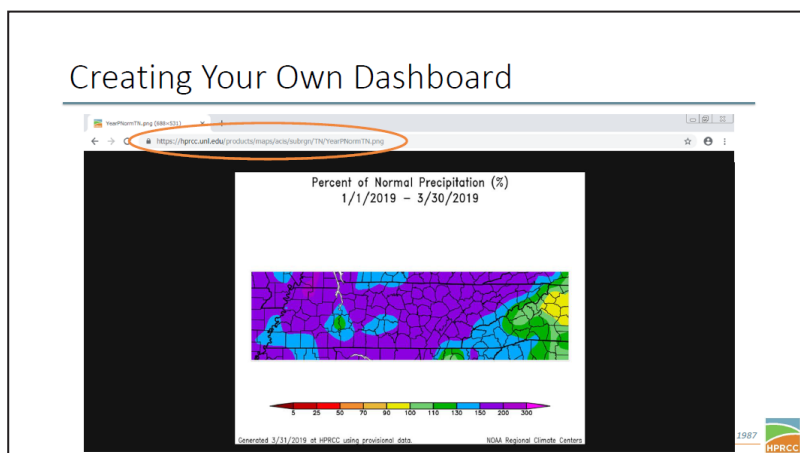 Creating Your Own Dashboard
YearPNormTN.png (888×531)
https://hprcc.unl.edu/products/maps/acis/subrgn/TN/YearPNormTN.png
Percent of Normal Precipitation (%)
1/1/2019 – 3/30/2019
5 25 50 70 90 100 110 130 150 200 300
Generated 3/31/2019 at HPRCC using provisional data. NOAA Regional Climate Centers
1987
HPRCC